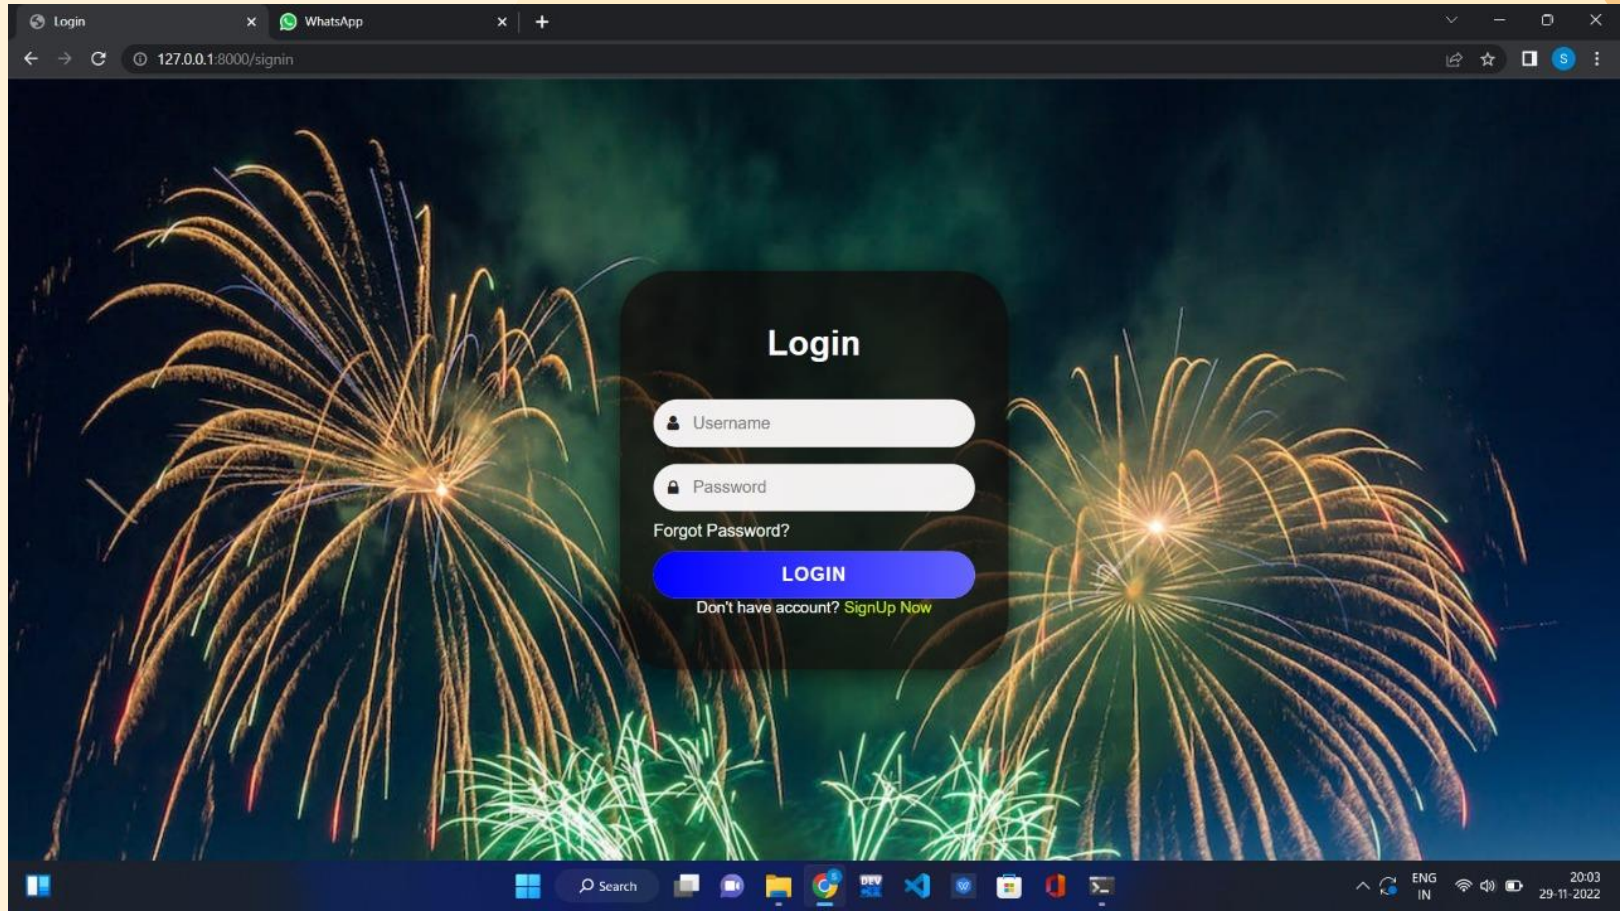 Login
WhatsApp
127.0.0.1:8000/signin
S
Login
Username
Password
Forgot Password?
LOGIN
Don't have account? SignUp Now
Search
DEV
ENG
IN
20:03
29-11-2022